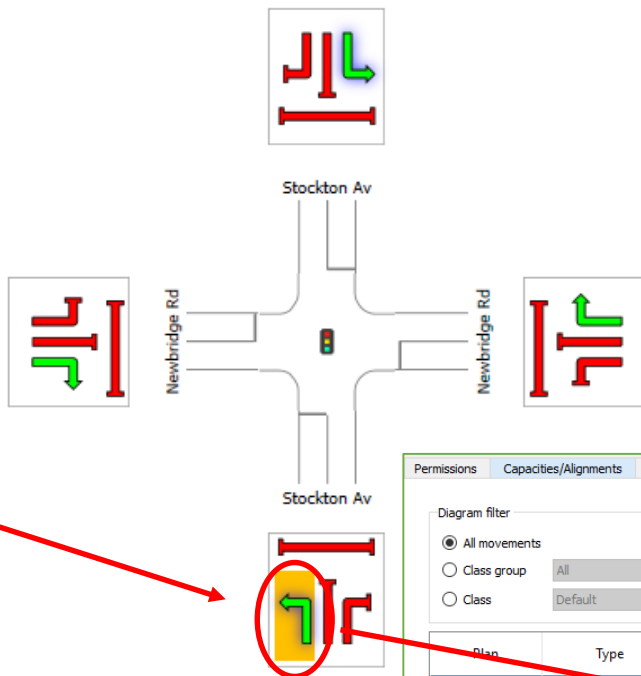 Stockton Av
Newbridge Rd
Newbridge Rd
Stockton Av
Permissions Capacities/Alignments
Diagram filter
All movements
Class group All
Class Default
Plan Type